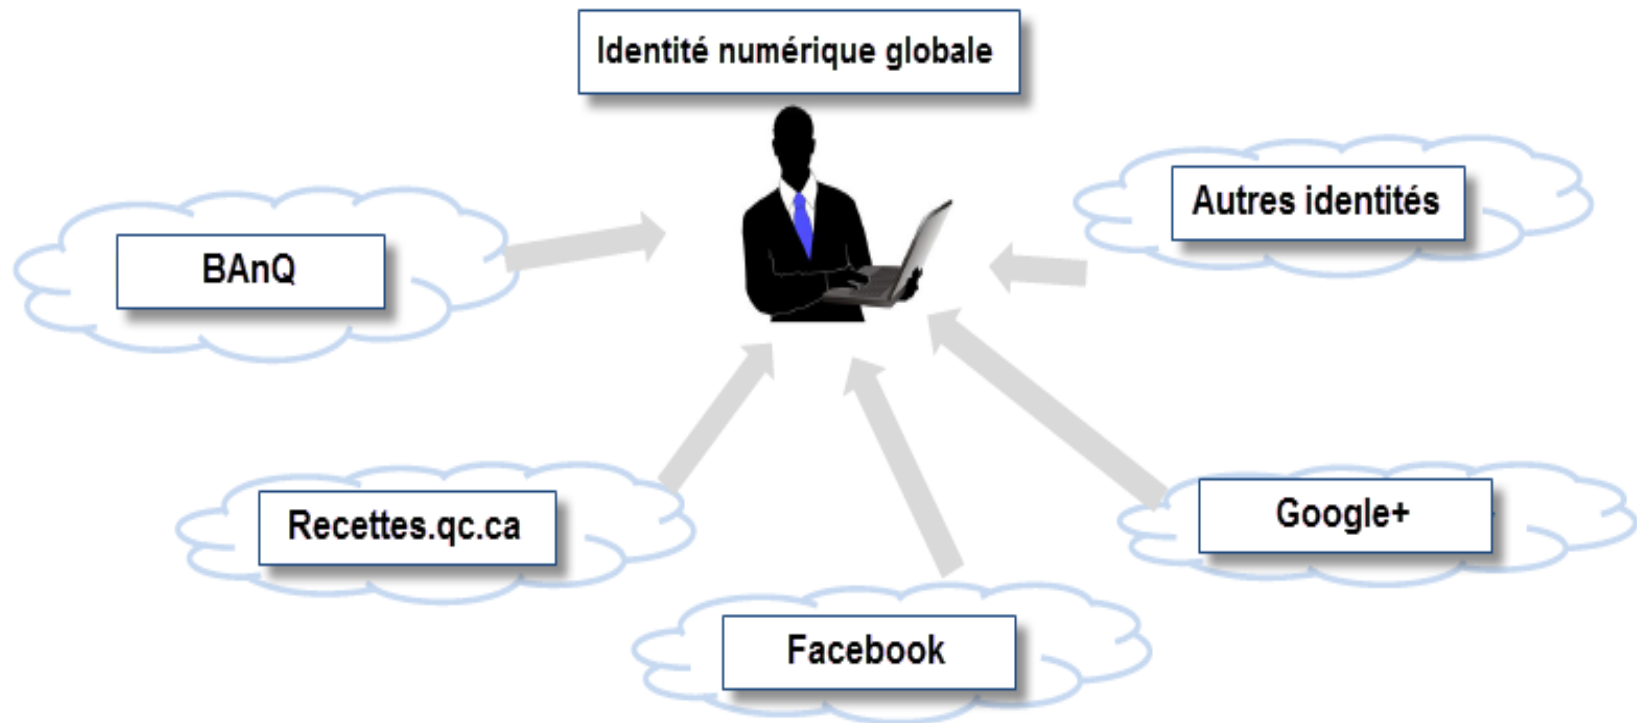 Identité numérique globale
Autres identités
BAnQ
Recettes.qc.ca
Google+
Facebook